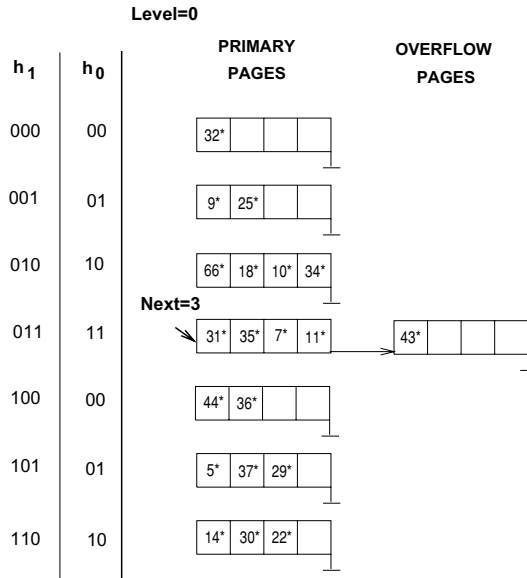 Level=0
h1 h0 PRIMARY PAGES OVERFLOW PAGES
000 00 32*
001 01 9* 25*
010 10 66* 18* 10* 34*
Next=3
011 11 31* 35* 7* 11* 43*
100 00 44* 36*
101 01 5* 37* 29*
110 10 14* 30* 22*